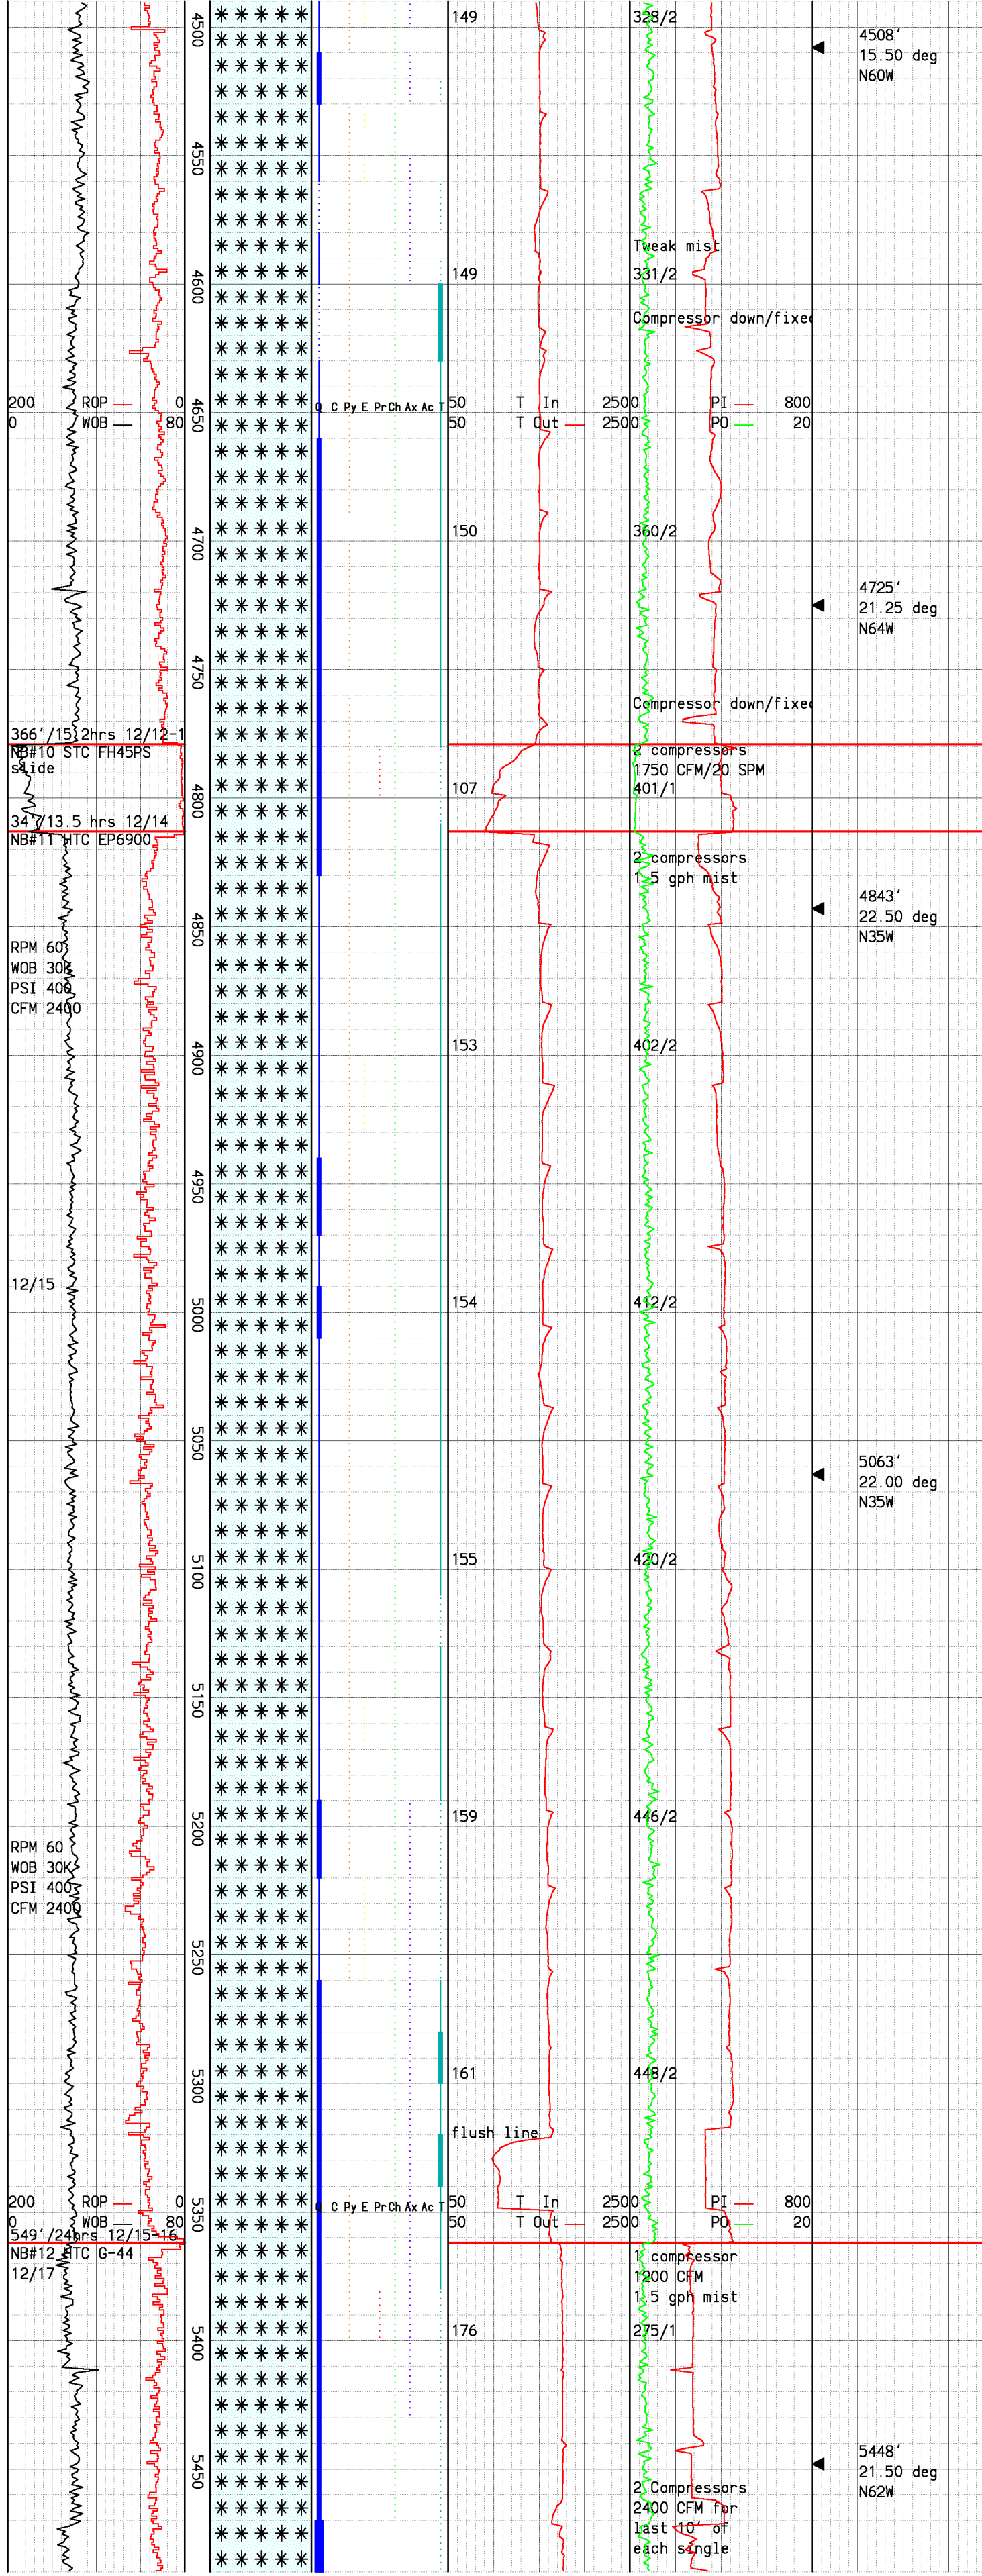 4500
149
328/2
4508'
15.50 deg
N60W
4550
Tweak mist
149
331/2
4600
Compressor down/fixed
200 ROP 0
0 WOB 80
4650
Q C Py E Pr Ch Ax Ac T
50 T In 2500
50 T Out 2500
PI 800
PO 20
150
360/2
4700
4725'
21.25 deg
N64W
4750
Compressor down/fixed
366'/15.2hrs 12/12-1
NB#10 STC FH45PS
slide
2 compressors
1750 CFM/20 SPM
107
401/1
4800
34'/13.5 hrs 12/14
NB#11 HTC EP6900
2 compressors
1.5 gph mist
4850
4843'
22.50 deg
N35W
RPM 60
WOB 30K
PSI 400
CFM 2400
153
402/2
4900
4950
12/15
154
412/2
5000
5050
5063'
22.00 deg
N35W
155
420/2
5100
5150
159
446/2
5200
RPM 60
WOB 30K
PSI 400
CFM 2400
5250
161
448/2
5300
flush line
200 ROP 0
0 WOB 80
5350
Q C Py E Pr Ch Ax Ac T
50 T In 2500
50 T Out 2500
PI 800
PO 20
549'/24hrs 12/15-16
NB#12 HTC G-44
12/17
1 compressor
1200 CFM
1.5 gph mist
176
275/1
5400
5450
5448'
21.50 deg
N62W
2 Compressors
2400 CFM for
last 10' of
each single